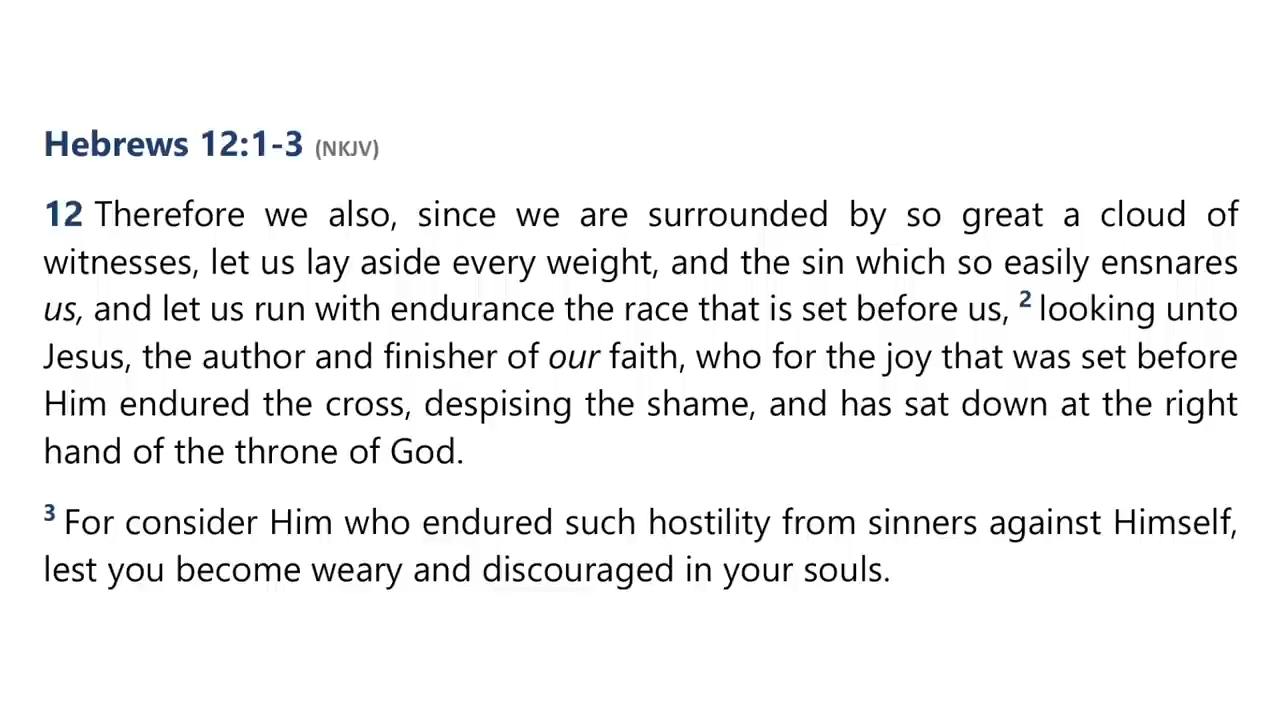 Hebrews 12:1-3 (NKJV)
12 Therefore we also, since we are surrounded by so great a cloud of
witnesses, let us lay aside every weight, and the sin which so easily ensnares
us, and let us run with endurance the race that is set before us, 2 looking unto
Jesus, the author and finisher of our faith, who for the joy that was set before
Him endured the cross, despising the shame, and has sat down at the right
hand of the throne of God.
3 For consider Him who endured such hostility from sinners against Himself,
lest you become weary and discouraged in your souls.